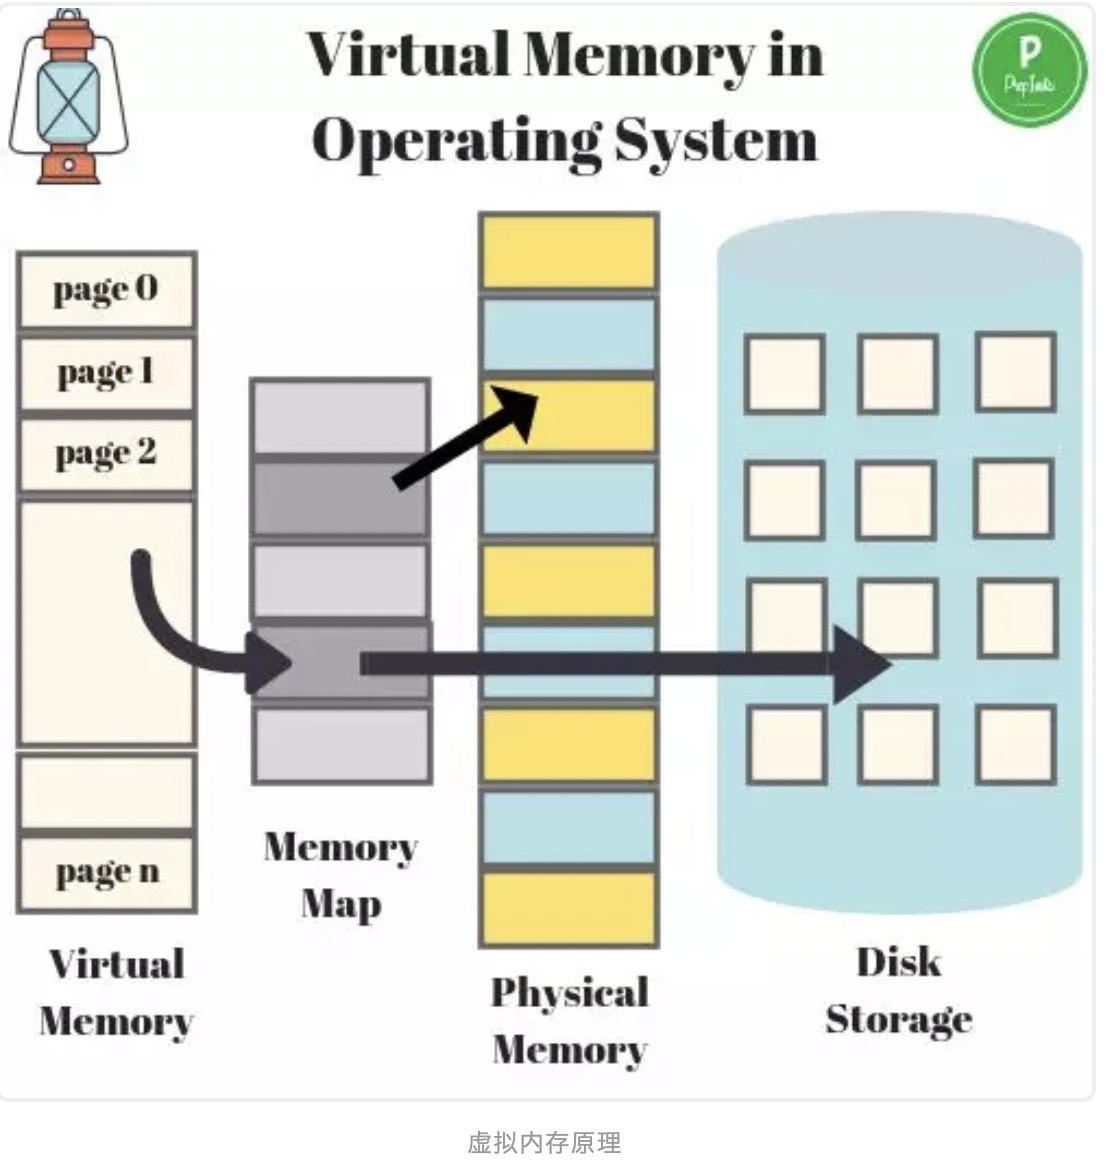 Virtual Memory in
Operating System
P
PrepInsta
page 0
page 1
page 2
page n
Virtual
Memory
Memory
Map
Physical
Memory
Disk
Storage
虚拟内存原理